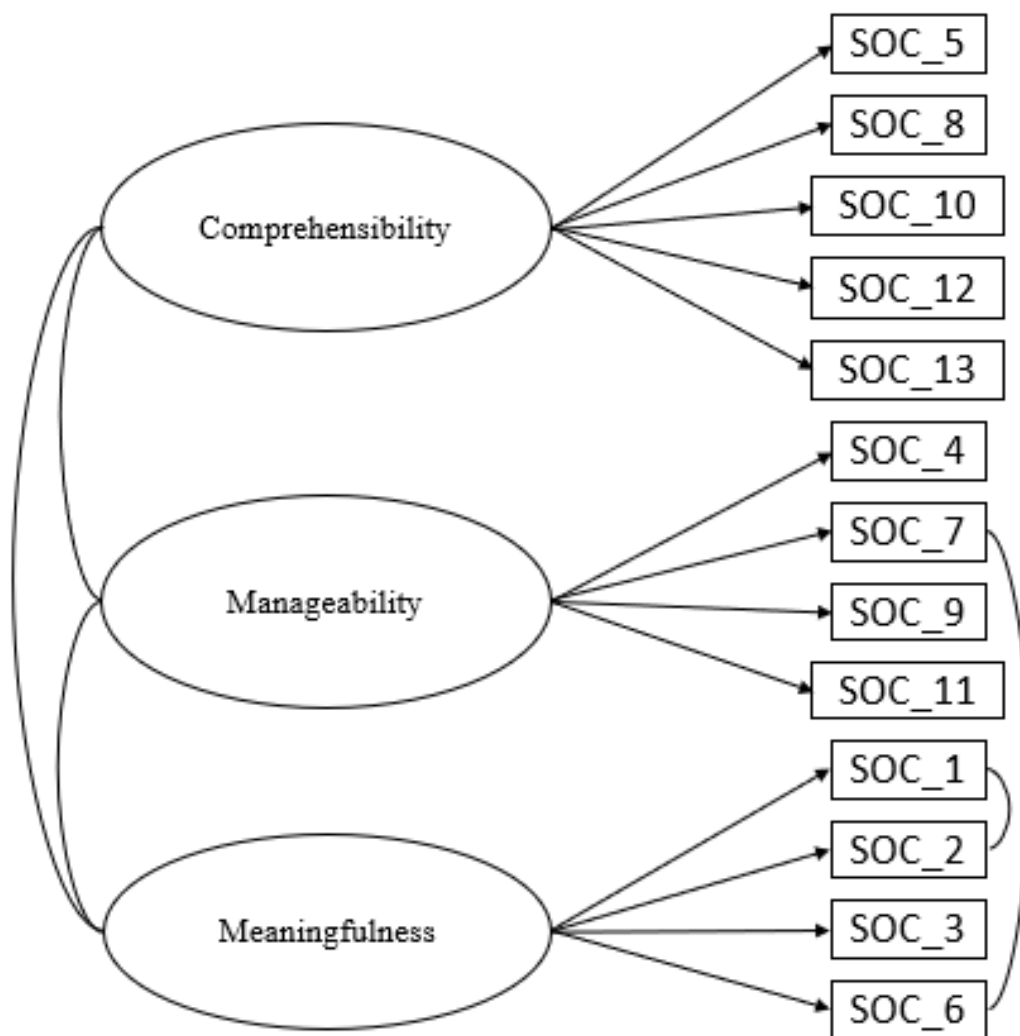 Comprehensibility
SOC_5
SOC_8
SOC_10
SOC_12
SOC_13
Manageability
SOC_4
SOC_7
SOC_9
SOC_11
Meaningfulness
SOC_1
SOC_2
SOC_3
SOC_6